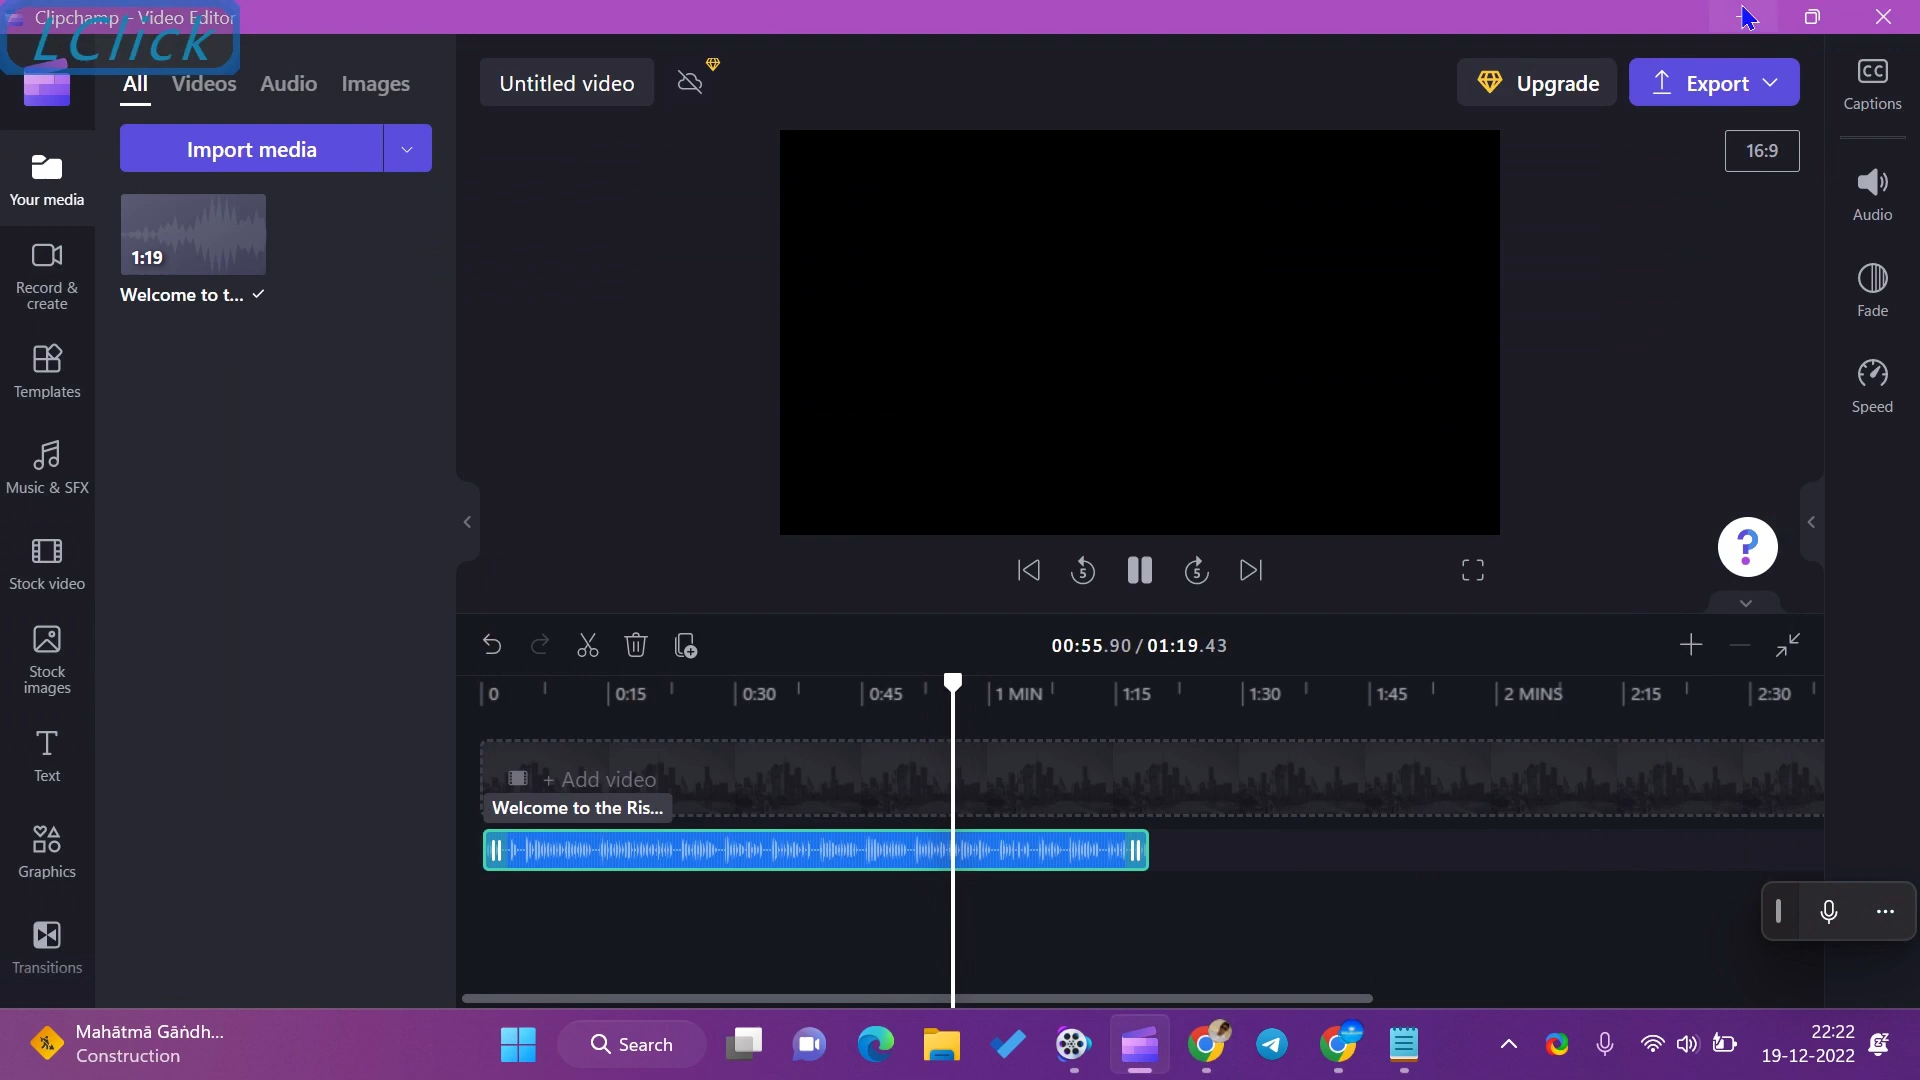 Clipchamp - Video Editor
LClick
All Videos Audio Images
Import media
1:19
Welcome to t...
Your media
Record &
create
Templates
Music & SFX
Stock video
Stock
images
Text
Graphics
Transitions
Untitled video
Upgrade
Export
16:9
Captions
Audio
Fade
Speed
5
5
?
00:55.90 / 01:19.43
0 0:15 0:30 0:45 1 MIN 1:15 1:30 1:45 2 MINS 2:15 2:30
+ Add video
Welcome to the Ris...
Mahātmā Gāndh...
Construction
Search
22:22
19-12-2022